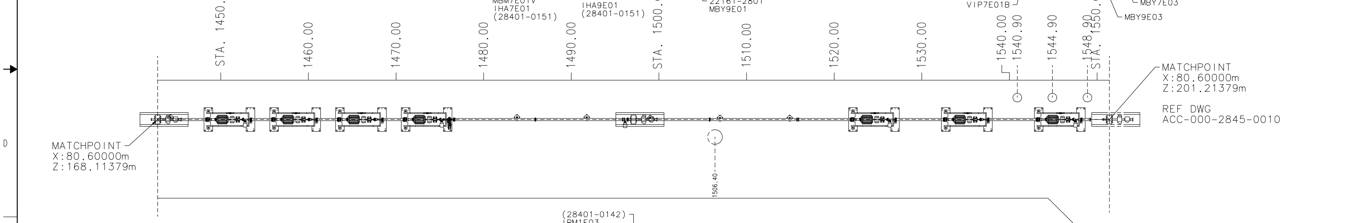 IHA7E01
(28401-0151)
IHA9E01
(28401-0151)
22161-2801
MBY9E01
VIP7E01B
MBY7E03
MBY9E03
STA. 1450.
1460.00
1470.00
1480.00
1490.00
STA. 1500.
1510.00
1520.00
1530.00
1540.00
1540.90
1544.90
1548.90
STA. 1550.
MATCHPOINT
X:80.60000m
Z:201.21379m
REF DWG
ACC-000-2845-0010
D
MATCHPOINT
X:80.60000m
Z:168.11379m
1506.40
(28401-0142)